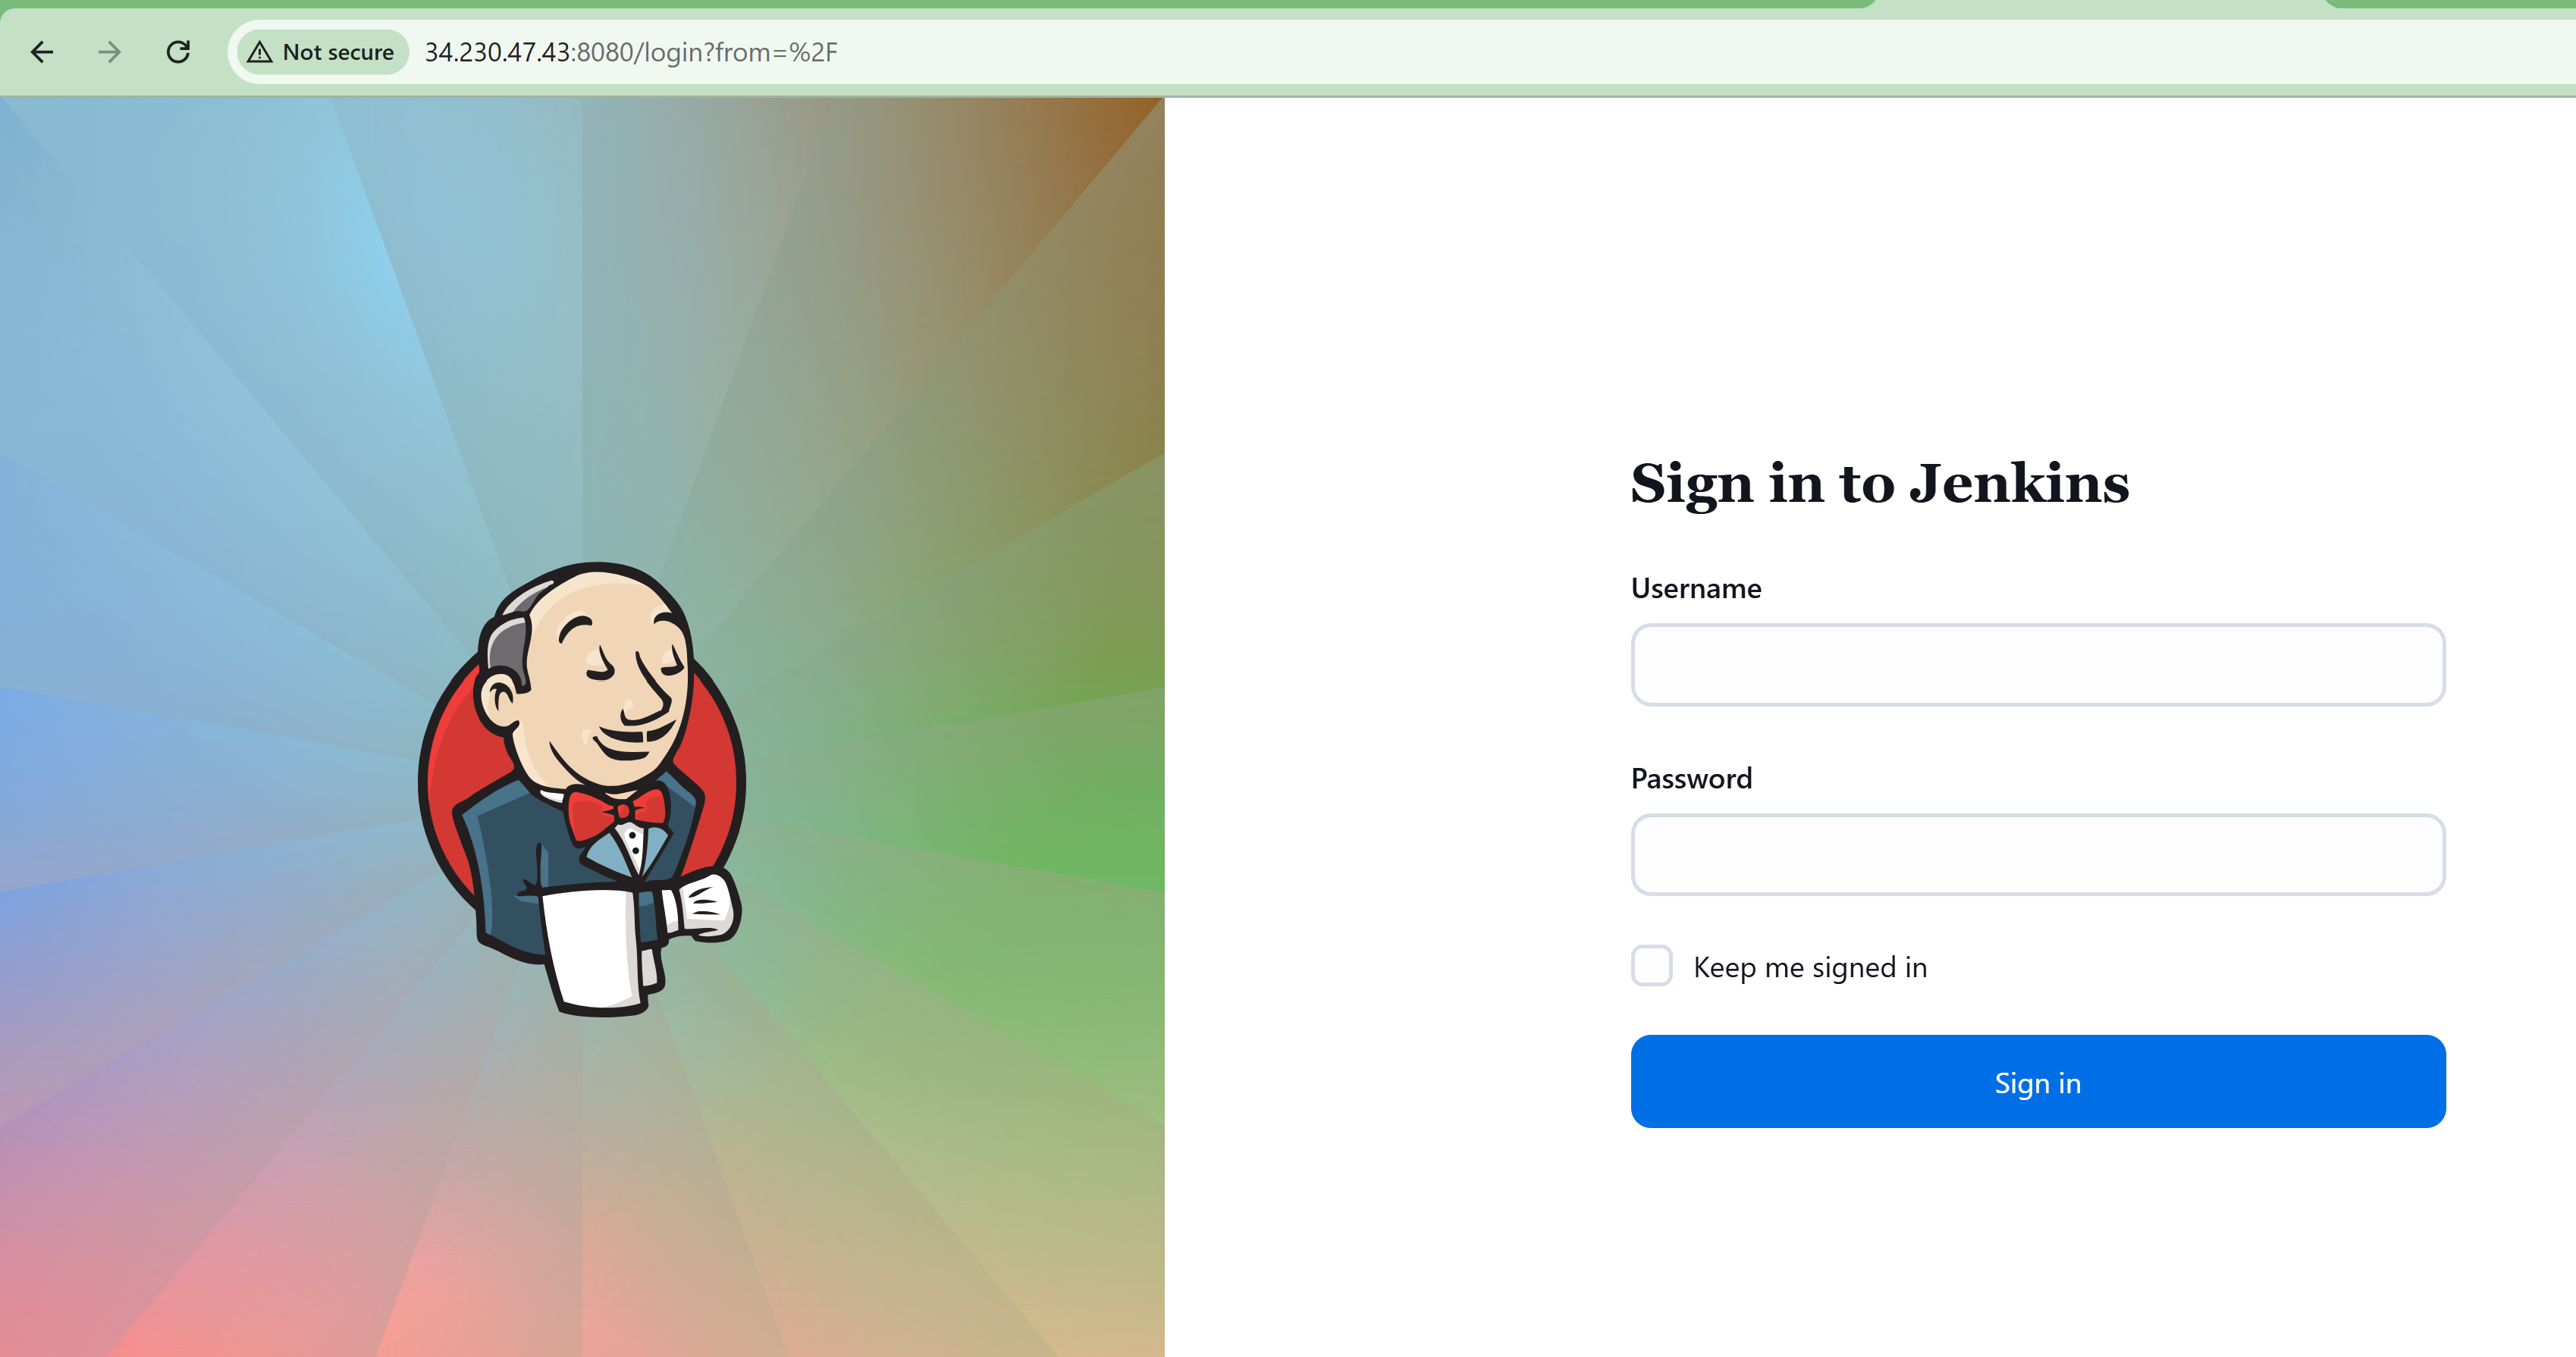 Not secure
34.230.47.43:8080/login?from=%2F
Sign in to Jenkins
Username
Password
Keep me signed in
Sign in